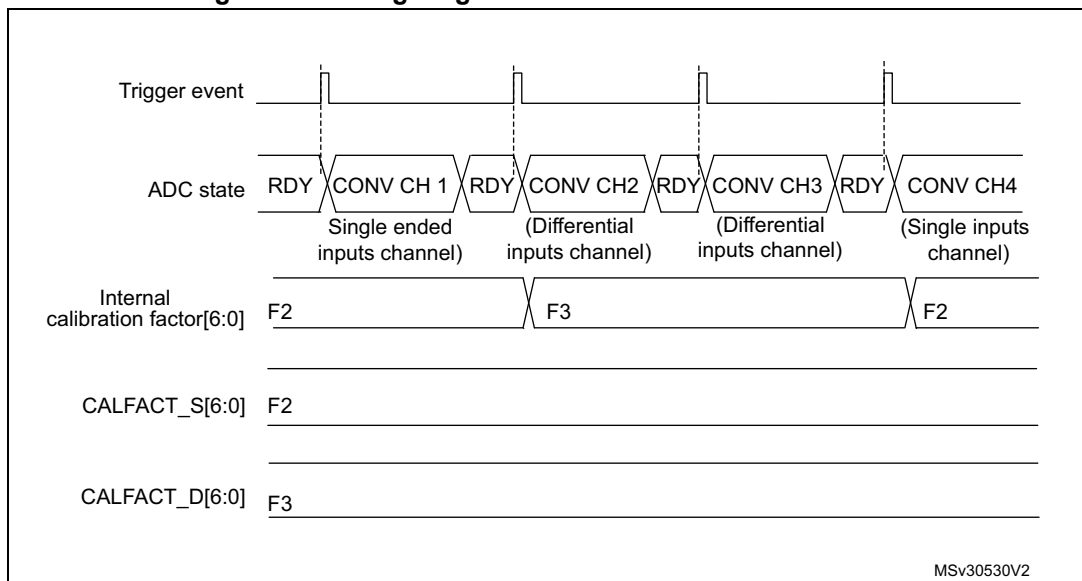 Trigger event
ADC state
RDY
CONV CH 1
RDY
CONV CH2
RDY
CONV CH3
RDY
CONV CH4
Single ended
inputs channel)
(Differential
inputs channel)
(Differential
inputs channel)
(Single inputs
channel)
Internal
calibration factor[6:0]
F2
F3
F2
CALFACT_S[6:0]
F2
CALFACT_D[6:0]
F3
MSv30530V2